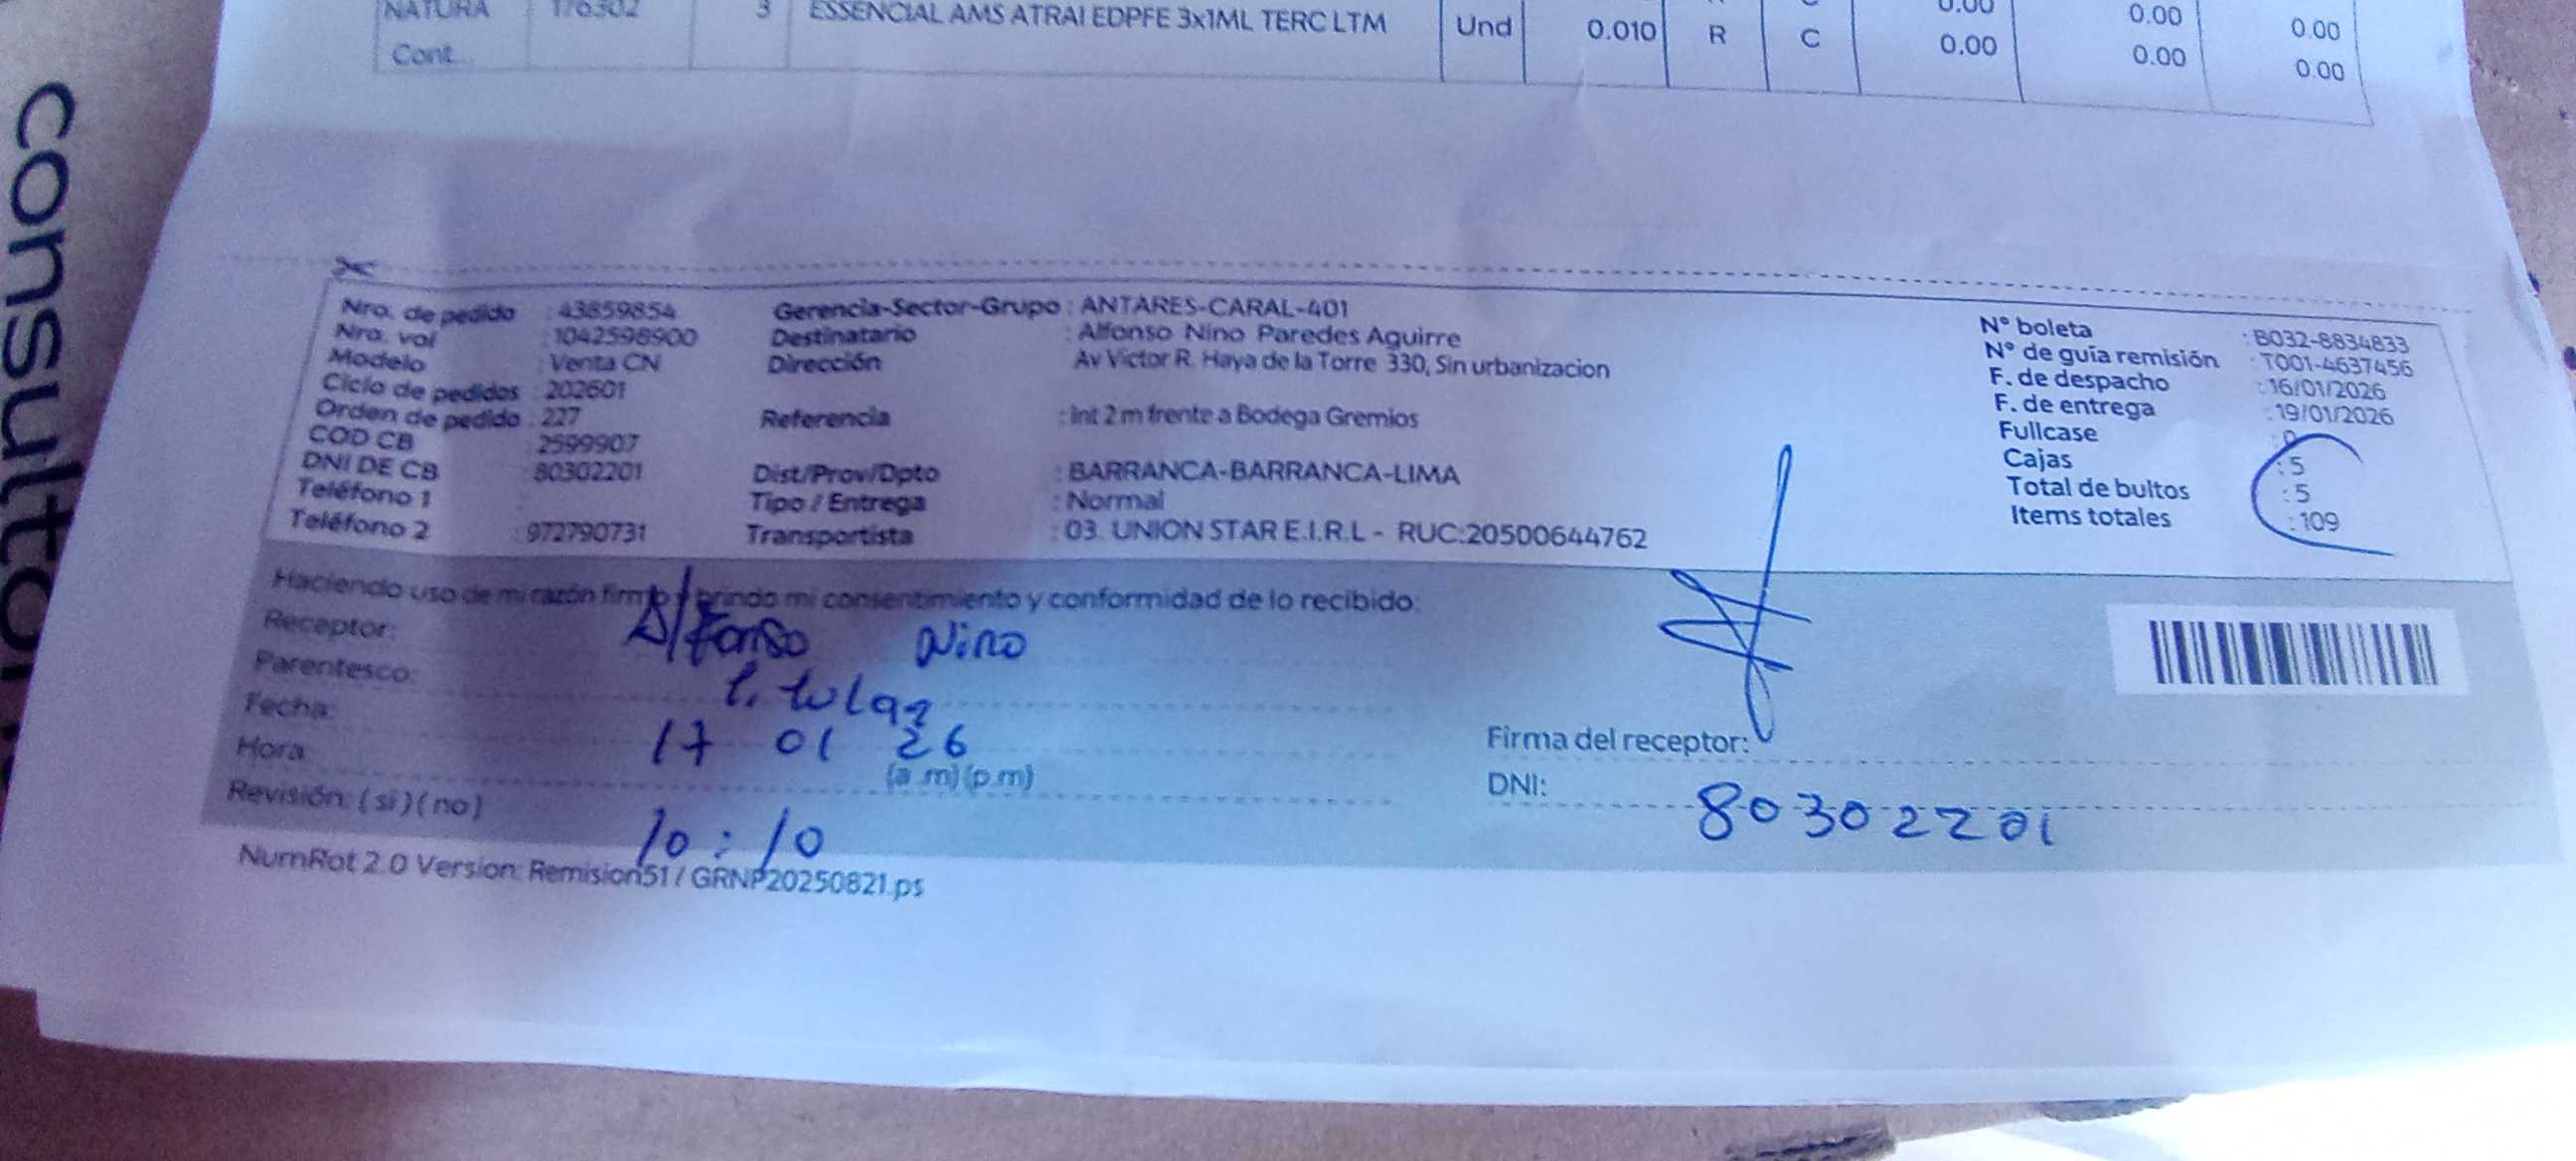 NATURA 176302 3 ESSENCIAL AMS ATRAI EDPFE 3x1ML TERC LTM Und 0.010 R C 0.00 0.00 0.00
Cont... 0.00 0.00 0.00
consultor
Nro. de pedido : 43859854 Gerencia-Sector-Grupo : ANTARES-CARAL-401 N° boleta : B032-8834833
Nro. vol : 1042598900 Destinatario : Alfonso Nino Paredes Aguirre N° de guía remisión : T001-4637456
Modelo : Venta CN Dirección Av Victor R. Haya de la Torre 330, Sin urbanizacion F. de despacho : 16/01/2026
Ciclo de pedidos : 202601 F. de entrega : 19/01/2026
Orden de pedido : 227 Referencia : int 2 m frente a Bodega Gremios Fullcase : 0
COD CB : 2599907 Cajas : 5
DNI DE CB : 80302201 Dist/Prov/Dpto : BARRANCA-BARRANCA-LIMA Total de bultos : 5
Teléfono 1 : Tipo / Entrega : Normal Items totales : 109
Teléfono 2 : 972790731 Transportista : 03. UNION STAR E.I.R.L - RUC:20500644762
Haciendo uso de mi razón firmo y brindo mi consentimiento y conformidad de lo recibido:
Receptor: Alfonso Nino
Parentesco: titular
Fecha: 17 01 26
Hora: (a.m) (p.m)
Revisión: ( si ) ( no ) 10:10
Firma del receptor:
DNI: 80302201
NumRot 2.0 Version: Remision51 / GRNP20250821.ps